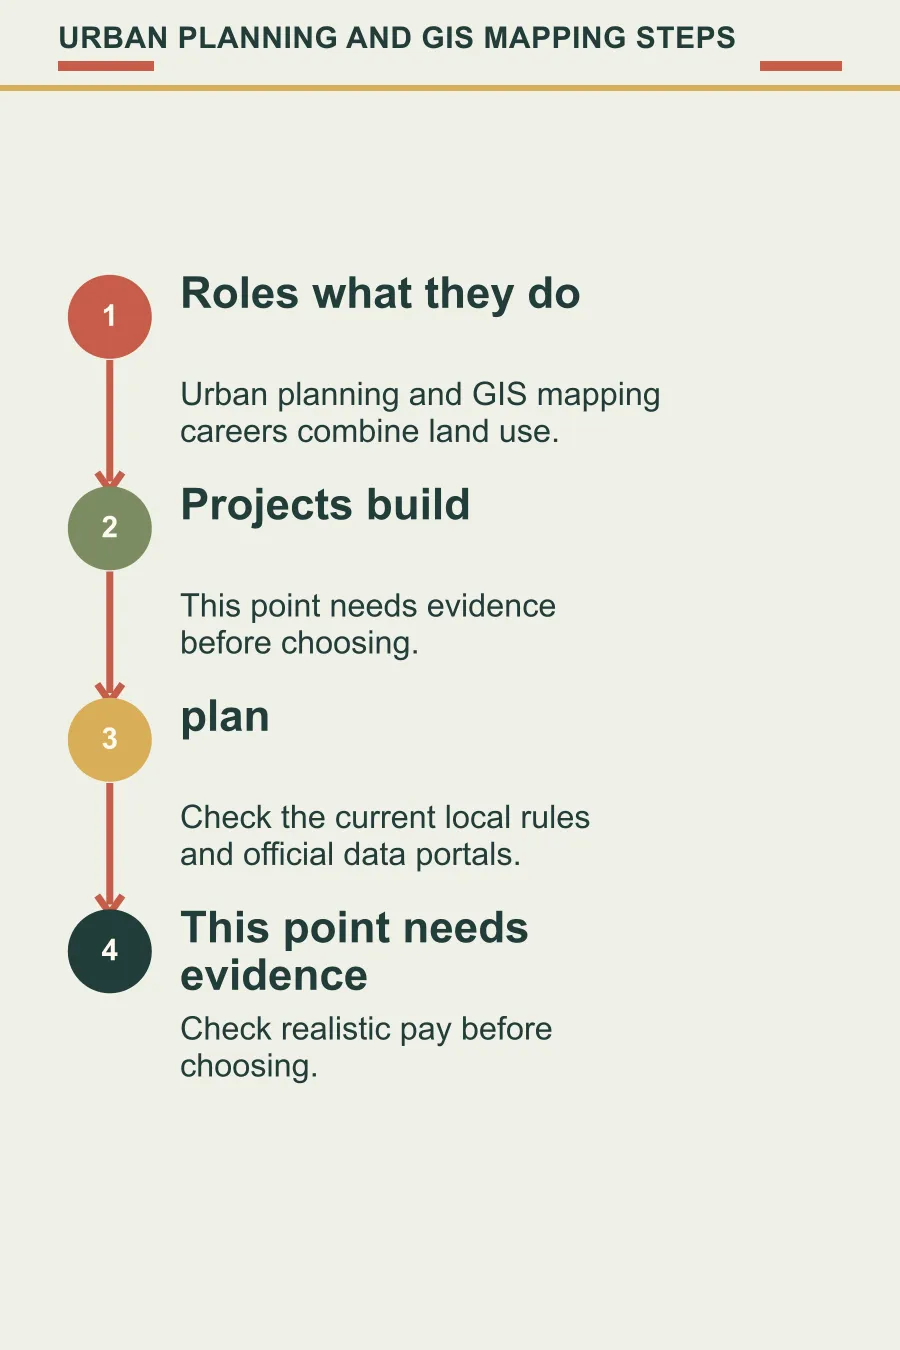 URBAN PLANNING AND GIS MAPPING STEPS
1
Roles what they do
Urban planning and GIS mapping
careers combine land use.
2
Projects build
This point needs evidence
before choosing.
3
plan
Check the current local rules
and official data portals.
4
This point needs
evidence
Check realistic pay before
choosing.